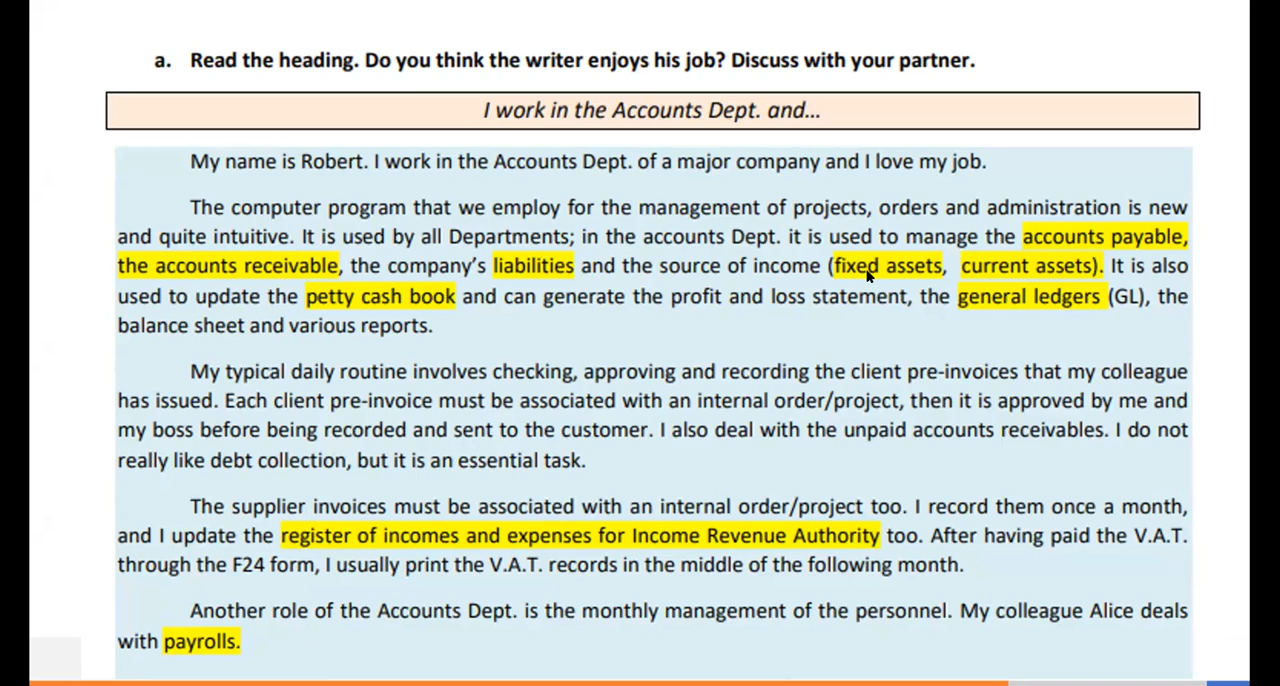 a. Read the heading. Do you think the writer enjoys his job? Discuss with your partner.
I work in the Accounts Dept. and...
My name is Robert. I work in the Accounts Dept. of a major company and I love my job.
The computer program that we employ for the management of projects, orders and administration is new
and quite intuitive. It is used by all Departments; in the accounts Dept. it is used to manage the accounts payable,
the accounts receivable, the company's liabilities and the source of income (fixed assets, current assets). It is also
used to update the petty cash book and can generate the profit and loss statement, the general ledgers (GL), the
balance sheet and various reports.
My typical daily routine involves checking, approving and recording the client pre-invoices that my colleague
has issued. Each client pre-invoice must be associated with an internal order/project, then it is approved by me and
my boss before being recorded and sent to the customer. I also deal with the unpaid accounts receivables. I do not
really like debt collection, but it is an essential task.
The supplier invoices must be associated with an internal order/project too. I record them once a month,
and I update the register of incomes and expenses for Income Revenue Authority too. After having paid the V.A.T.
through the F24 form, I usually print the V.A.T. records in the middle of the following month.
Another role of the Accounts Dept. is the monthly management of the personnel. My colleague Alice deals
with payrolls.